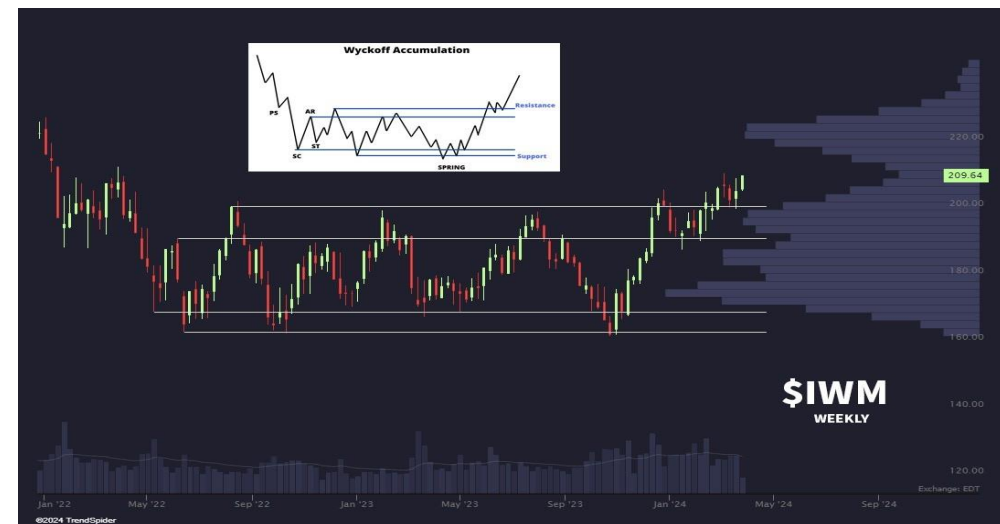 Wyckoff Accumulation
PS
AR
SC
ST
Resistance
Support
SPRING
220.00
209.64
200.00
180.00
160.00
$IWM
WEEKLY
140.00
120.00
Exchange: EDT
Jan '22
May '22
Sep '22
Jan '23
May '23
Sep '23
Jan '24
May '24
Sep '24
©2024 TrendSpider